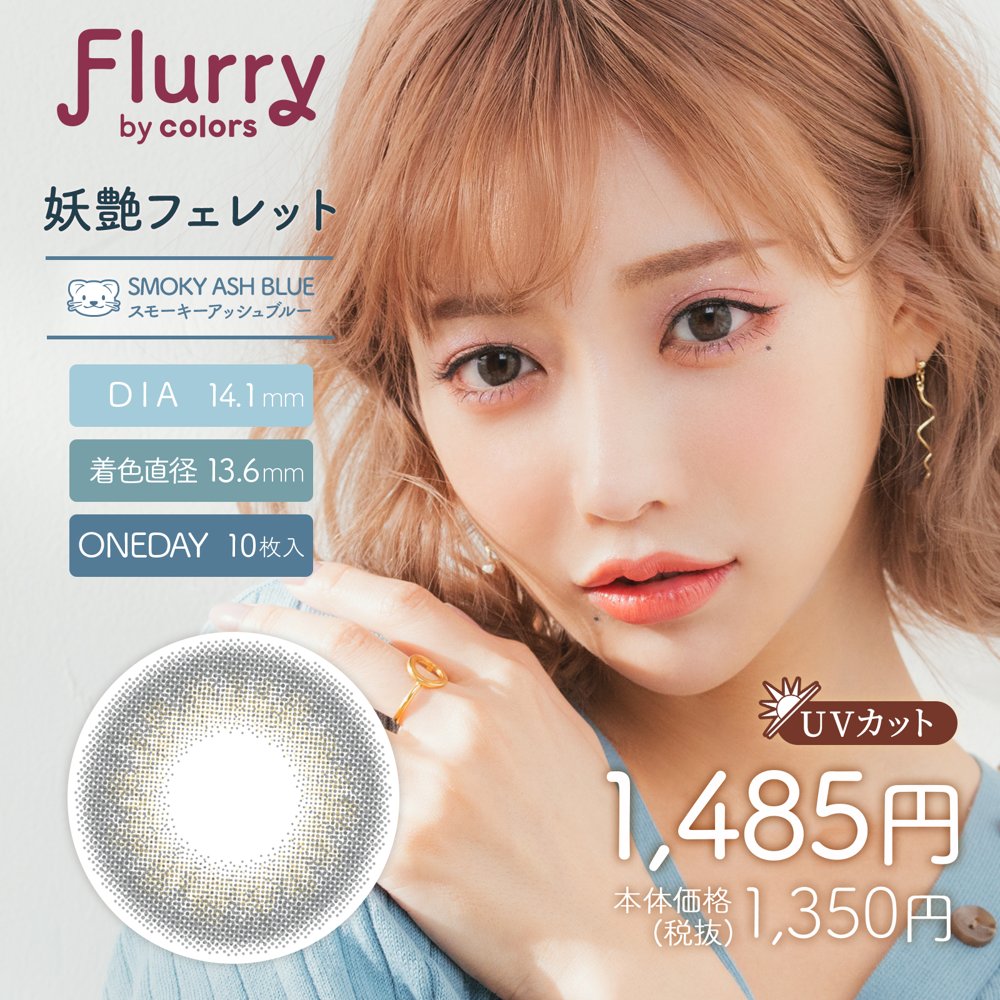 Flurry
by colors
妖艶フェレット
SMOKY ASH BLUE
スモーキーアッシュブルー
DIA 14.1mm
着色直径 13.6mm
ONEDAY 10枚入
UVカット
1,485円
本体価格
(税抜) 1,350円